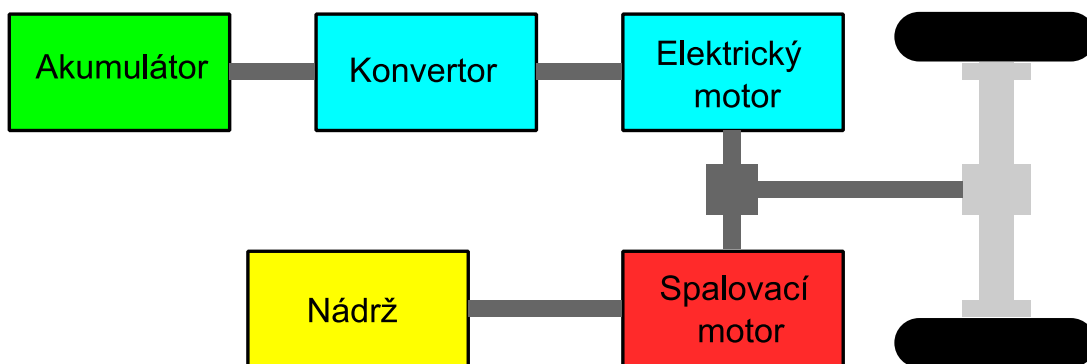 Akumulátor
Konvertor
Elektrický
motor
Nádrž
Spalovací
motor